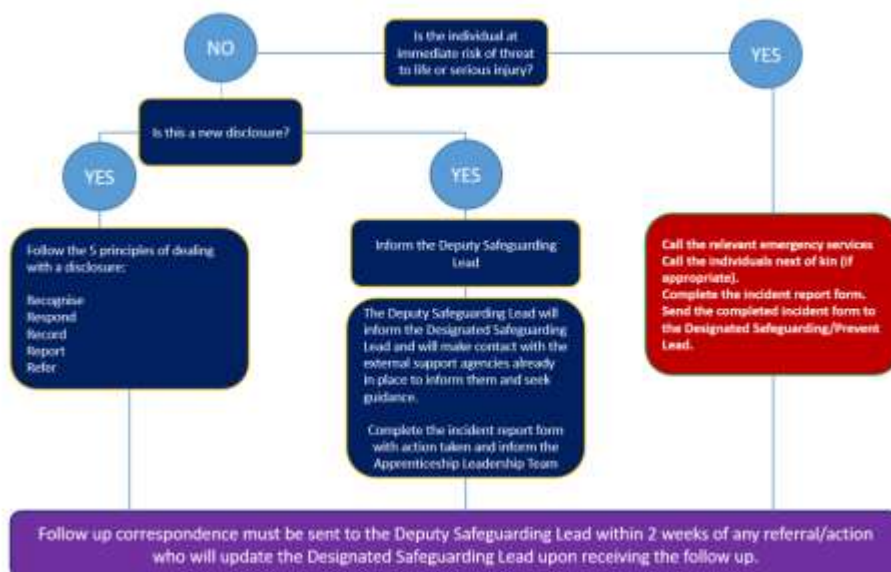 Is the individual at
immediate risk of threat
to life or serious injury?
NO
YES
Is this a new disclosure?
YES
YES
Follow the 5 principles of dealing
with a disclosure:
Recognise
Respond
Record
Report
Refer
Inform the Deputy Safeguarding
Lead
The Deputy Safeguarding Lead will
inform the Designated Safeguarding
Lead and will make contact with the
external support agencies already
in place to inform them and seek
guidance.
Complete the incident report form
with action taken and inform the
Apprenticeship Leadership Team
Call the relevant emergency services
Call the individuals next of kin (if
appropriate).
Complete the incident report form.
Send the completed incident form to
the Designated Safeguarding/Prevent
Lead.
Follow up correspondence must be sent to the Deputy Safeguarding Lead within 2 weeks of any referral/action
who will update the Designated Safeguarding Lead upon receiving the follow up.